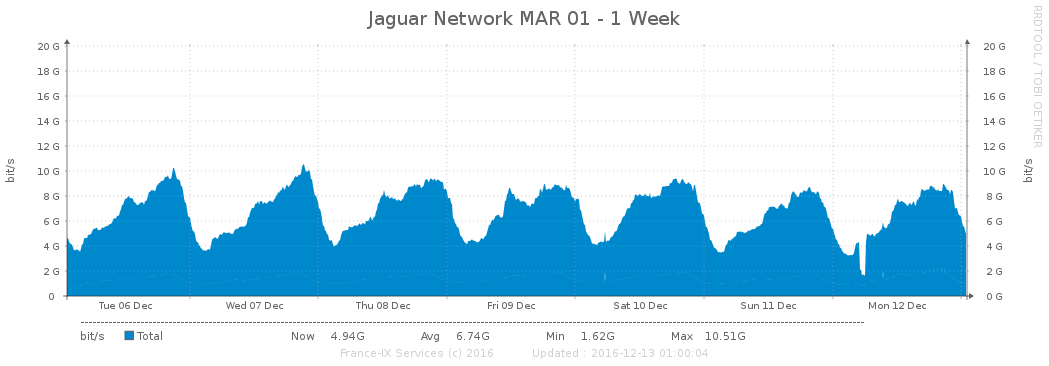 Jaguar Network MAR 01 - 1 Week
RRDTOOL / TOBI OETIKER
bit/s
20 G 20 G
18 G 18 G
16 G 16 G
14 G 14 G
12 G 12 G
10 G 10 G
8 G 8 G
6 G 6 G
4 G 4 G
2 G 2 G
0 0 G
bit/s
Tue 06 Dec Wed 07 Dec Thu 08 Dec Fri 09 Dec Sat 10 Dec Sun 11 Dec Mon 12 Dec
bit/s Total Now 4.94G Avg 6.74G Min 1.62G Max 10.51G
France-IX Services (c) 2016 Updated : 2016-12-13 01:00:04